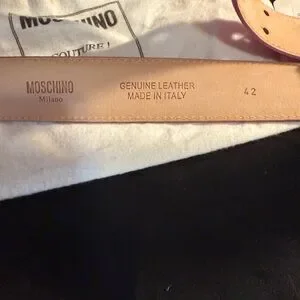 MOSCHINO
COUTURE!
MOSCHINO
Milano
GENUINE LEATHER
MADE IN ITALY
42